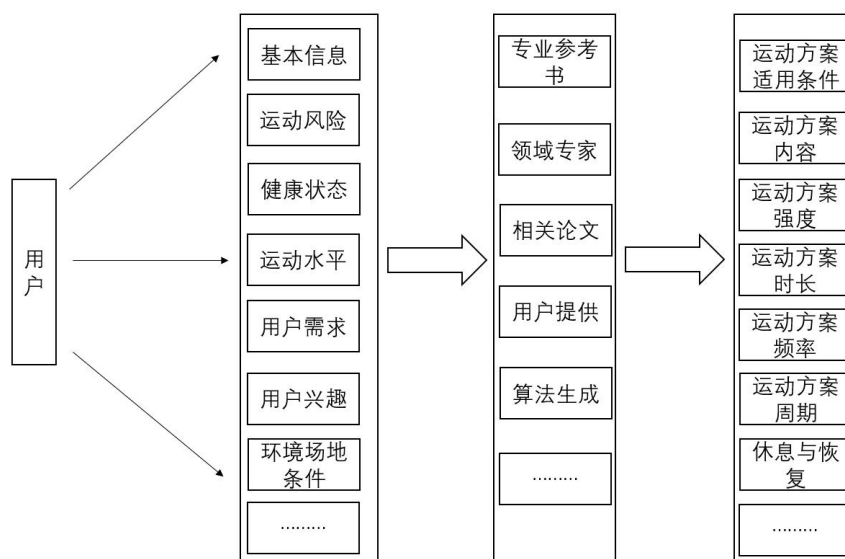 用
户
基本信息
运动风险
健康状态
运动水平
用户需求
用户兴趣
环境场地
条件
………
专业参考
书
领域专家
相关论文
用户提供
算法生成
………
运动方案
适用条件
运动方案
内容
运动方案
强度
运动方案
时长
运动方案
频率
运动方案
周期
休息与恢
复
………